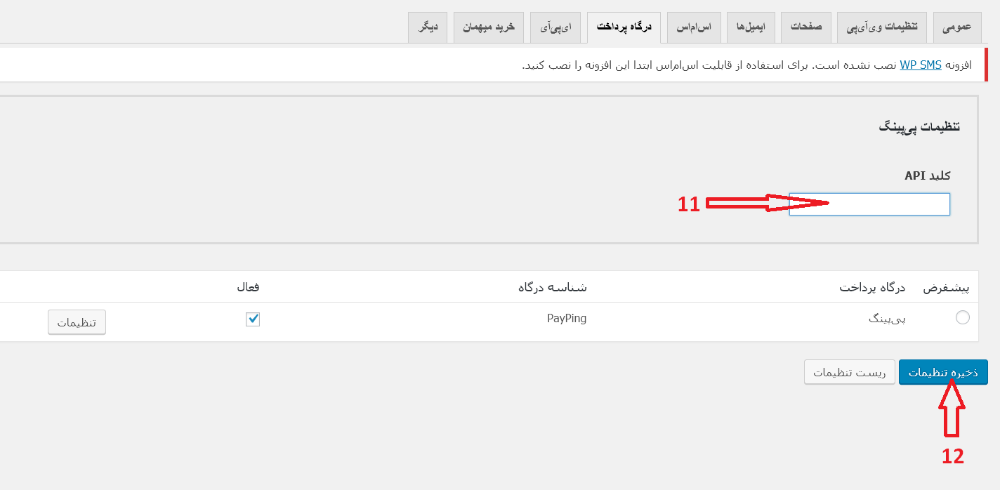 عمومی تنظیمات وی‌آی‌پی صفحات ایمیل‌ها اس‌ام‌اس درگاه پرداخت ای‌پی‌آی خرید میهمان دیگر
افزونه WP SMS نصب نشده است. برای استفاده از قابلیت اس‌ام‌اس ابتدا این افزونه را نصب کنید.
تنظیمات پی‌پینگ
کلید API
11
پیشفرض درگاه پرداخت شناسه درگاه فعال
پی‌پینگ PayPing تنظیمات
ذخیره تنظیمات ریست تنظیمات
12